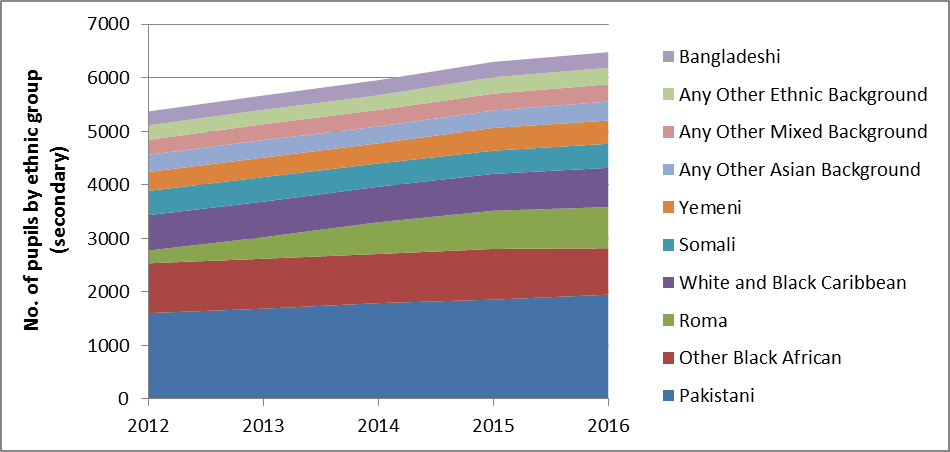 No. of pupils by ethnic group
(secondary)
7000
6000
5000
4000
3000
2000
1000
0
2012
2013
2014
2015
2016
Bangladeshi
Any Other Ethnic Background
Any Other Mixed Background
Any Other Asian Background
Yemeni
Somali
White and Black Caribbean
Roma
Other Black African
Pakistani